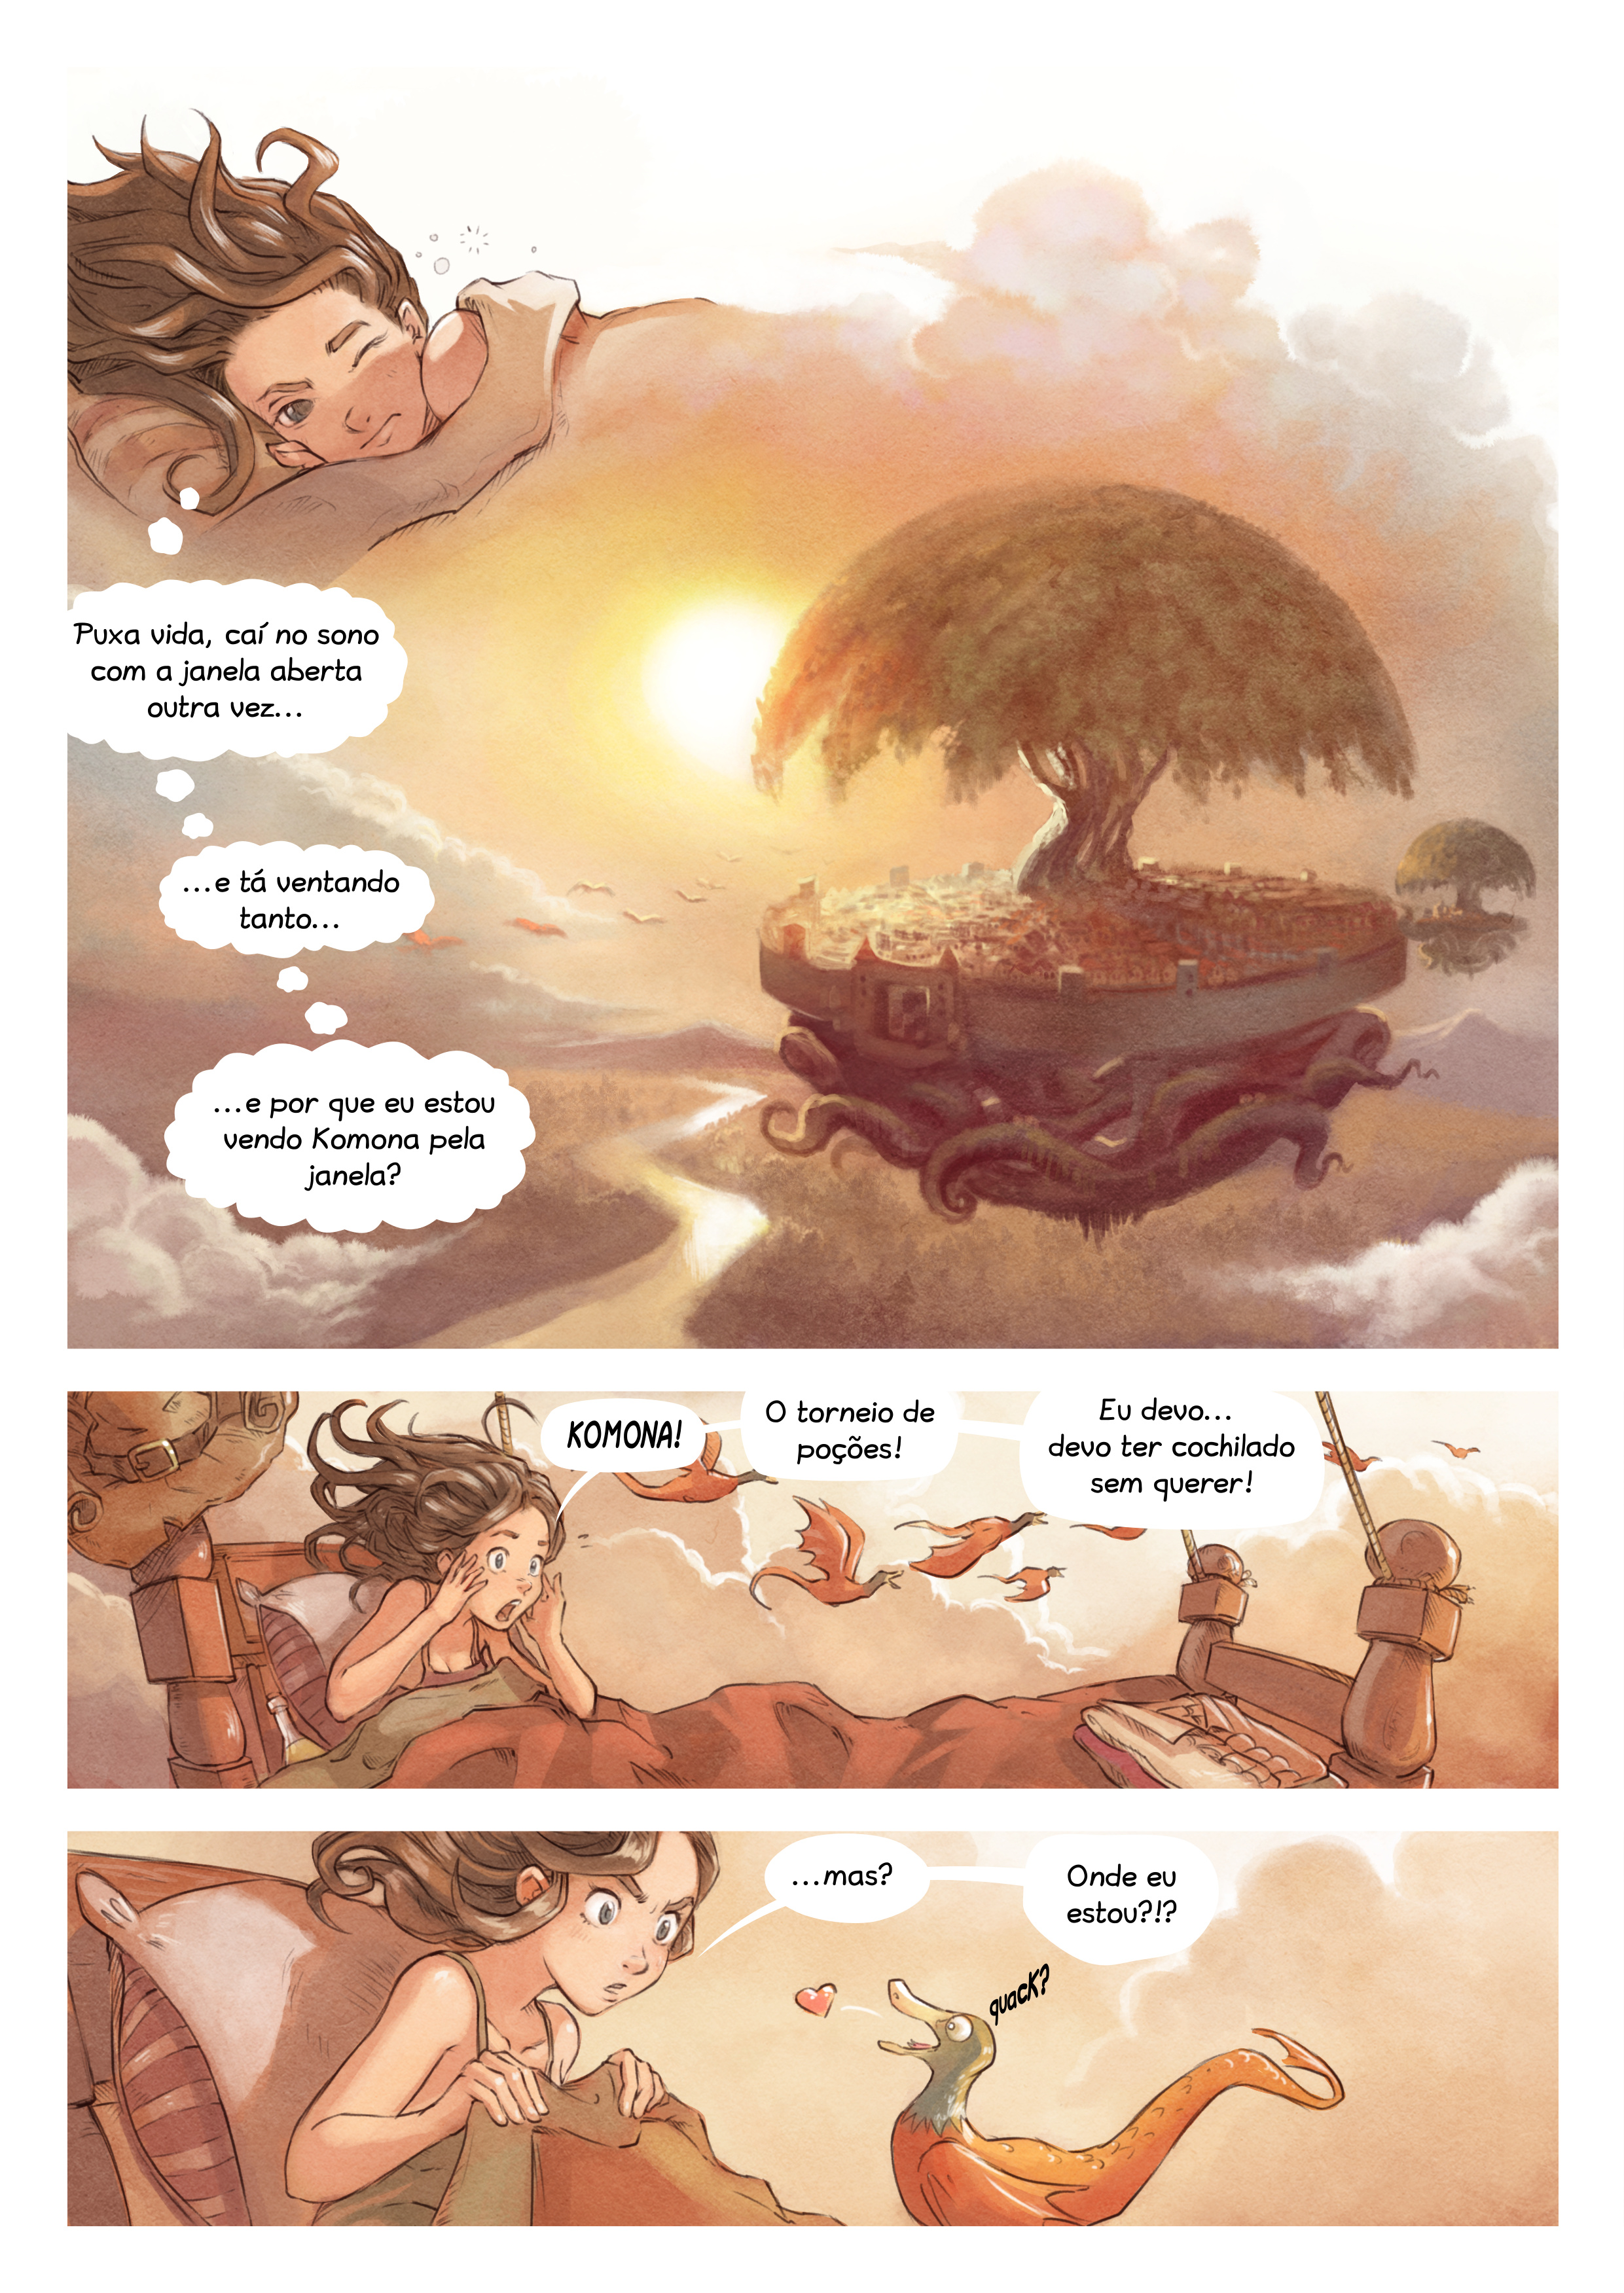 Puxa vida, caí no sono
com a janela aberta
outra vez...
...e tá ventando
tanto...
...e por que eu estou
vendo Komona pela
janela?
KOMONA!
O torneio de
poções!
Eu devo...
devo ter cochilado
sem querer!
...mas?
Onde eu
estou?!?
quack?